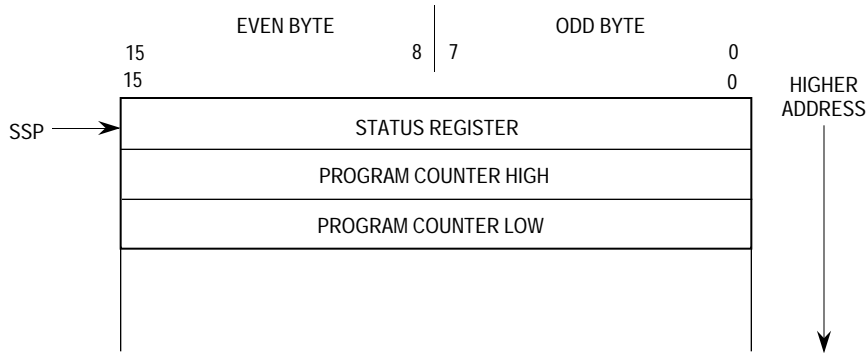 EVEN BYTE ODD BYTE
15 8 7 0
15 0
HIGHER
ADDRESS
SSP STATUS REGISTER
PROGRAM COUNTER HIGH
PROGRAM COUNTER LOW